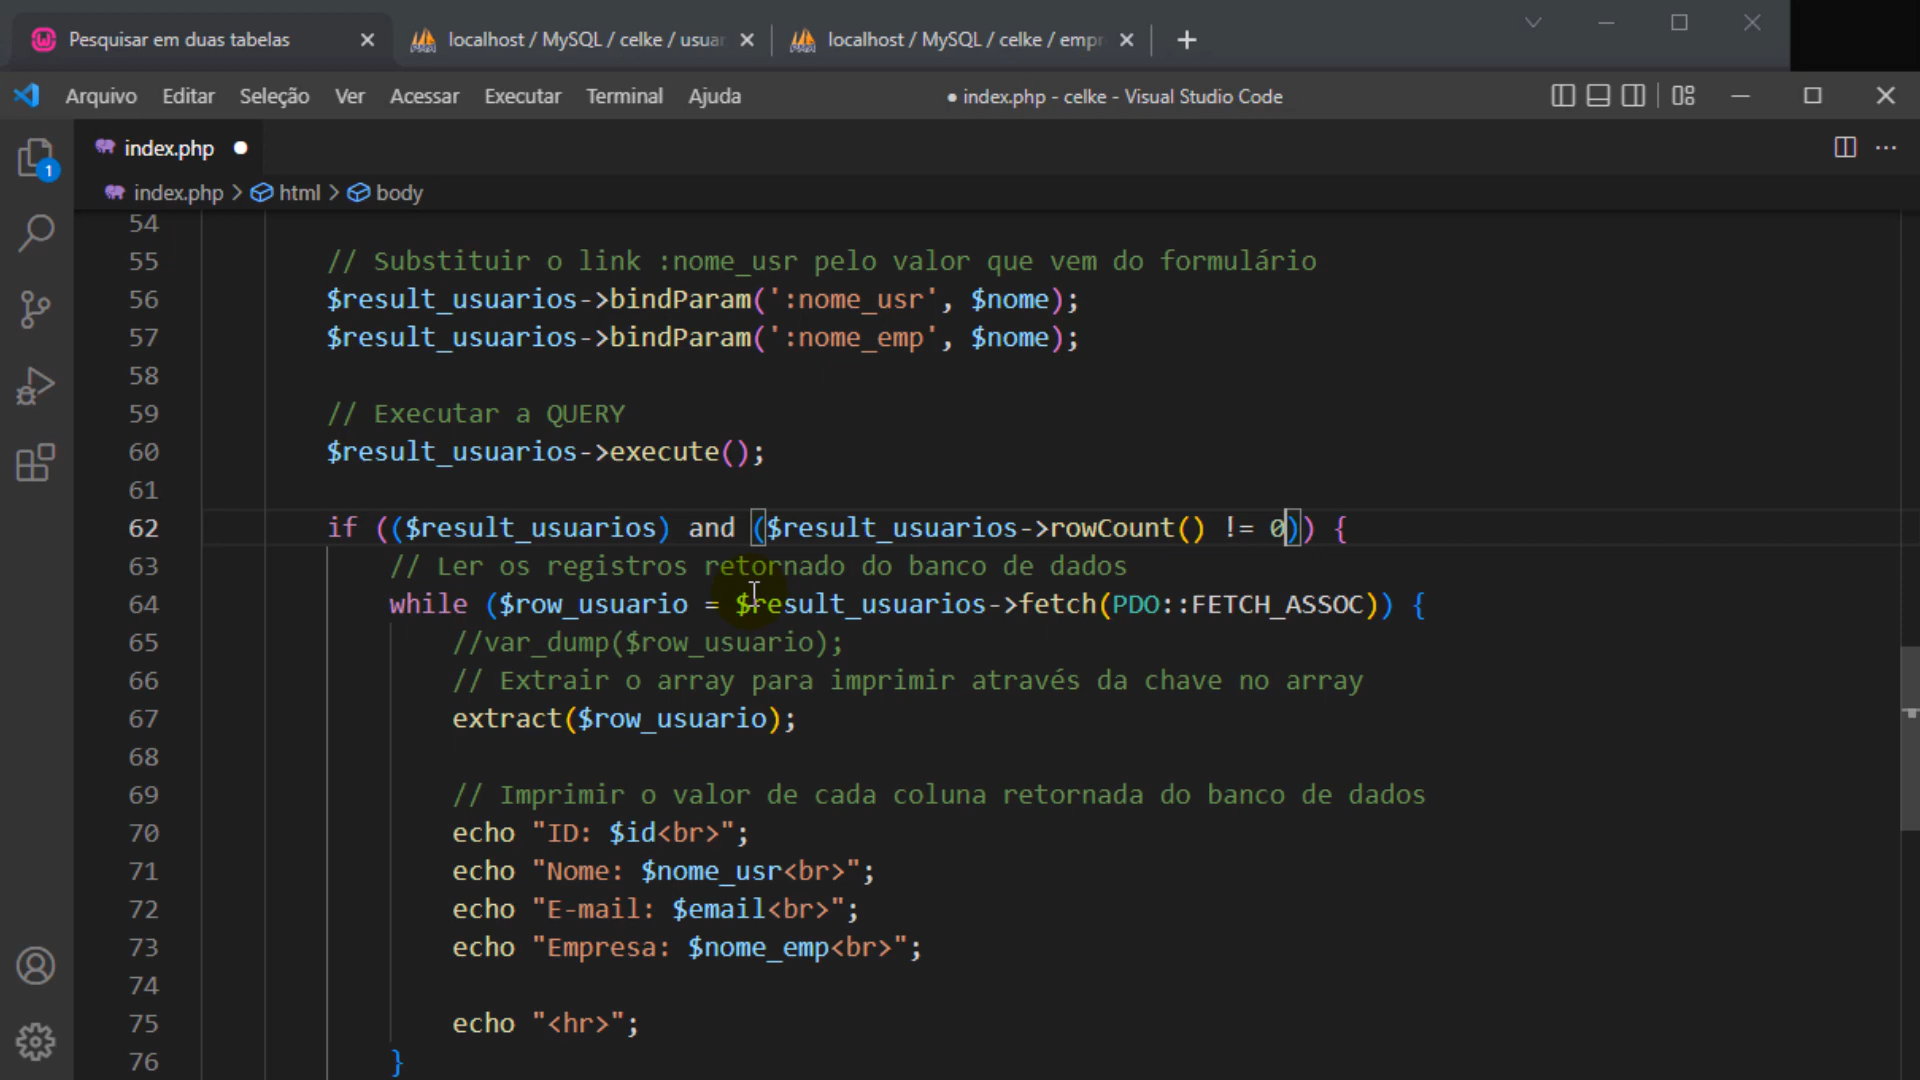 Pesquisar em duas tabelas
localhost / MySQL / celke / usuar
localhost / MySQL / celke / empr
Arquivo Editar Seleção Ver Acessar Executar Terminal Ajuda
● index.php - celke - Visual Studio Code
index.php
1
index.php > html > body
54
55 // Substituir o link :nome_usr pelo valor que vem do formulário
56 $result_usuarios->bindParam(':nome_usr', $nome);
57 $result_usuarios->bindParam(':nome_emp', $nome);
58
59 // Executar a QUERY
60 $result_usuarios->execute();
61
62 if (($result_usuarios) and ($result_usuarios->rowCount() != 0)) {
63 // Ler os registros retornado do banco de dados
64 while ($row_usuario = $result_usuarios->fetch(PDO::FETCH_ASSOC)) {
65 //var_dump($row_usuario);
66 // Extrair o array para imprimir através da chave no array
67 extract($row_usuario);
68
69 // Imprimir o valor de cada coluna retornada do banco de dados
70 echo "ID: $id<br>";
71 echo "Nome: $nome_usr<br>";
72 echo "E-mail: $email<br>";
73 echo "Empresa: $nome_emp<br>";
74
75 echo "<hr>";
76 }